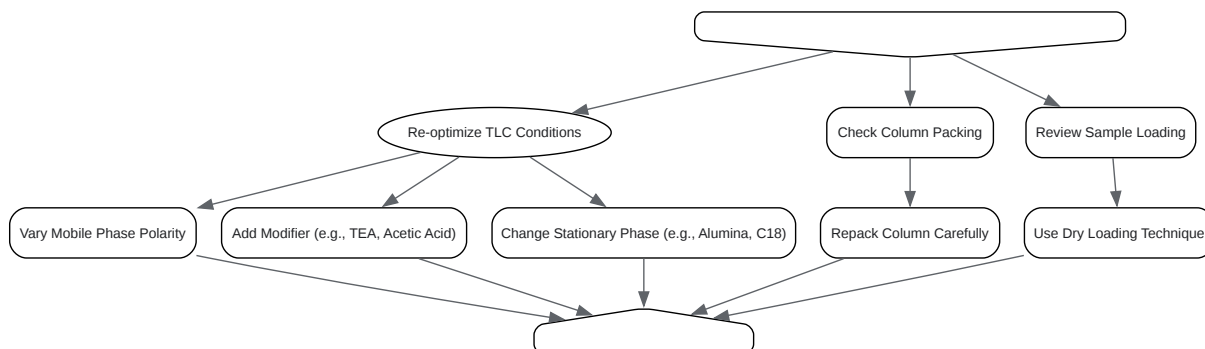 Re-optimize TLC Conditions
Check Column Packing
Review Sample Loading
Vary Mobile Phase Polarity
Add Modifier (e.g., TEA, Acetic Acid)
Change Stationary Phase (e.g., Alumina, C18)
Repack Column Carefully
Use Dry Loading Technique